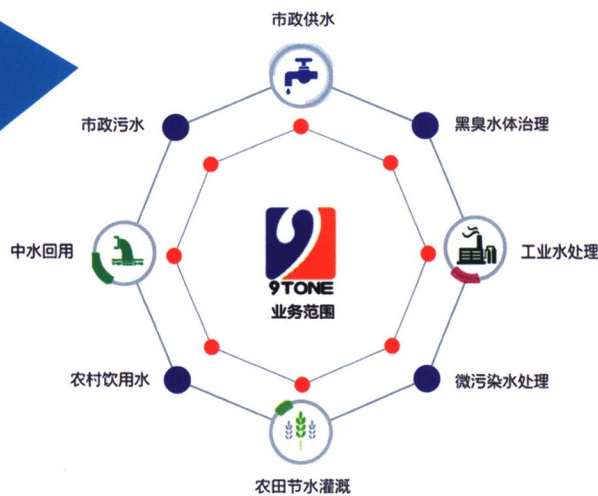 市政供水
市政污水
黑臭水体治理
中水回用
工业水处理
9TONE
业务范围
农村饮用水
微污染水处理
农田节水灌溉